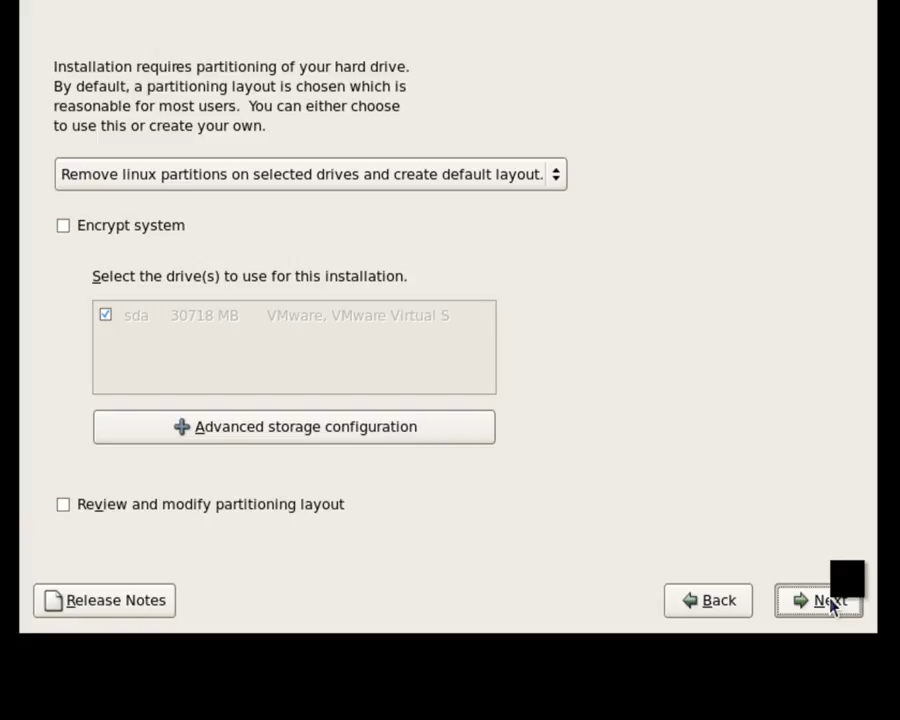 Installation requires partitioning of your hard drive.
By default, a partitioning layout is chosen which is
reasonable for most users.  You can either choose
to use this or create your own.
Remove linux partitions on selected drives and create default layout.
Encrypt system
Select the drive(s) to use for this installation.
sda 30718 MB VMware, VMware Virtual S
Advanced storage configuration
Review and modify partitioning layout
Release Notes Back Next